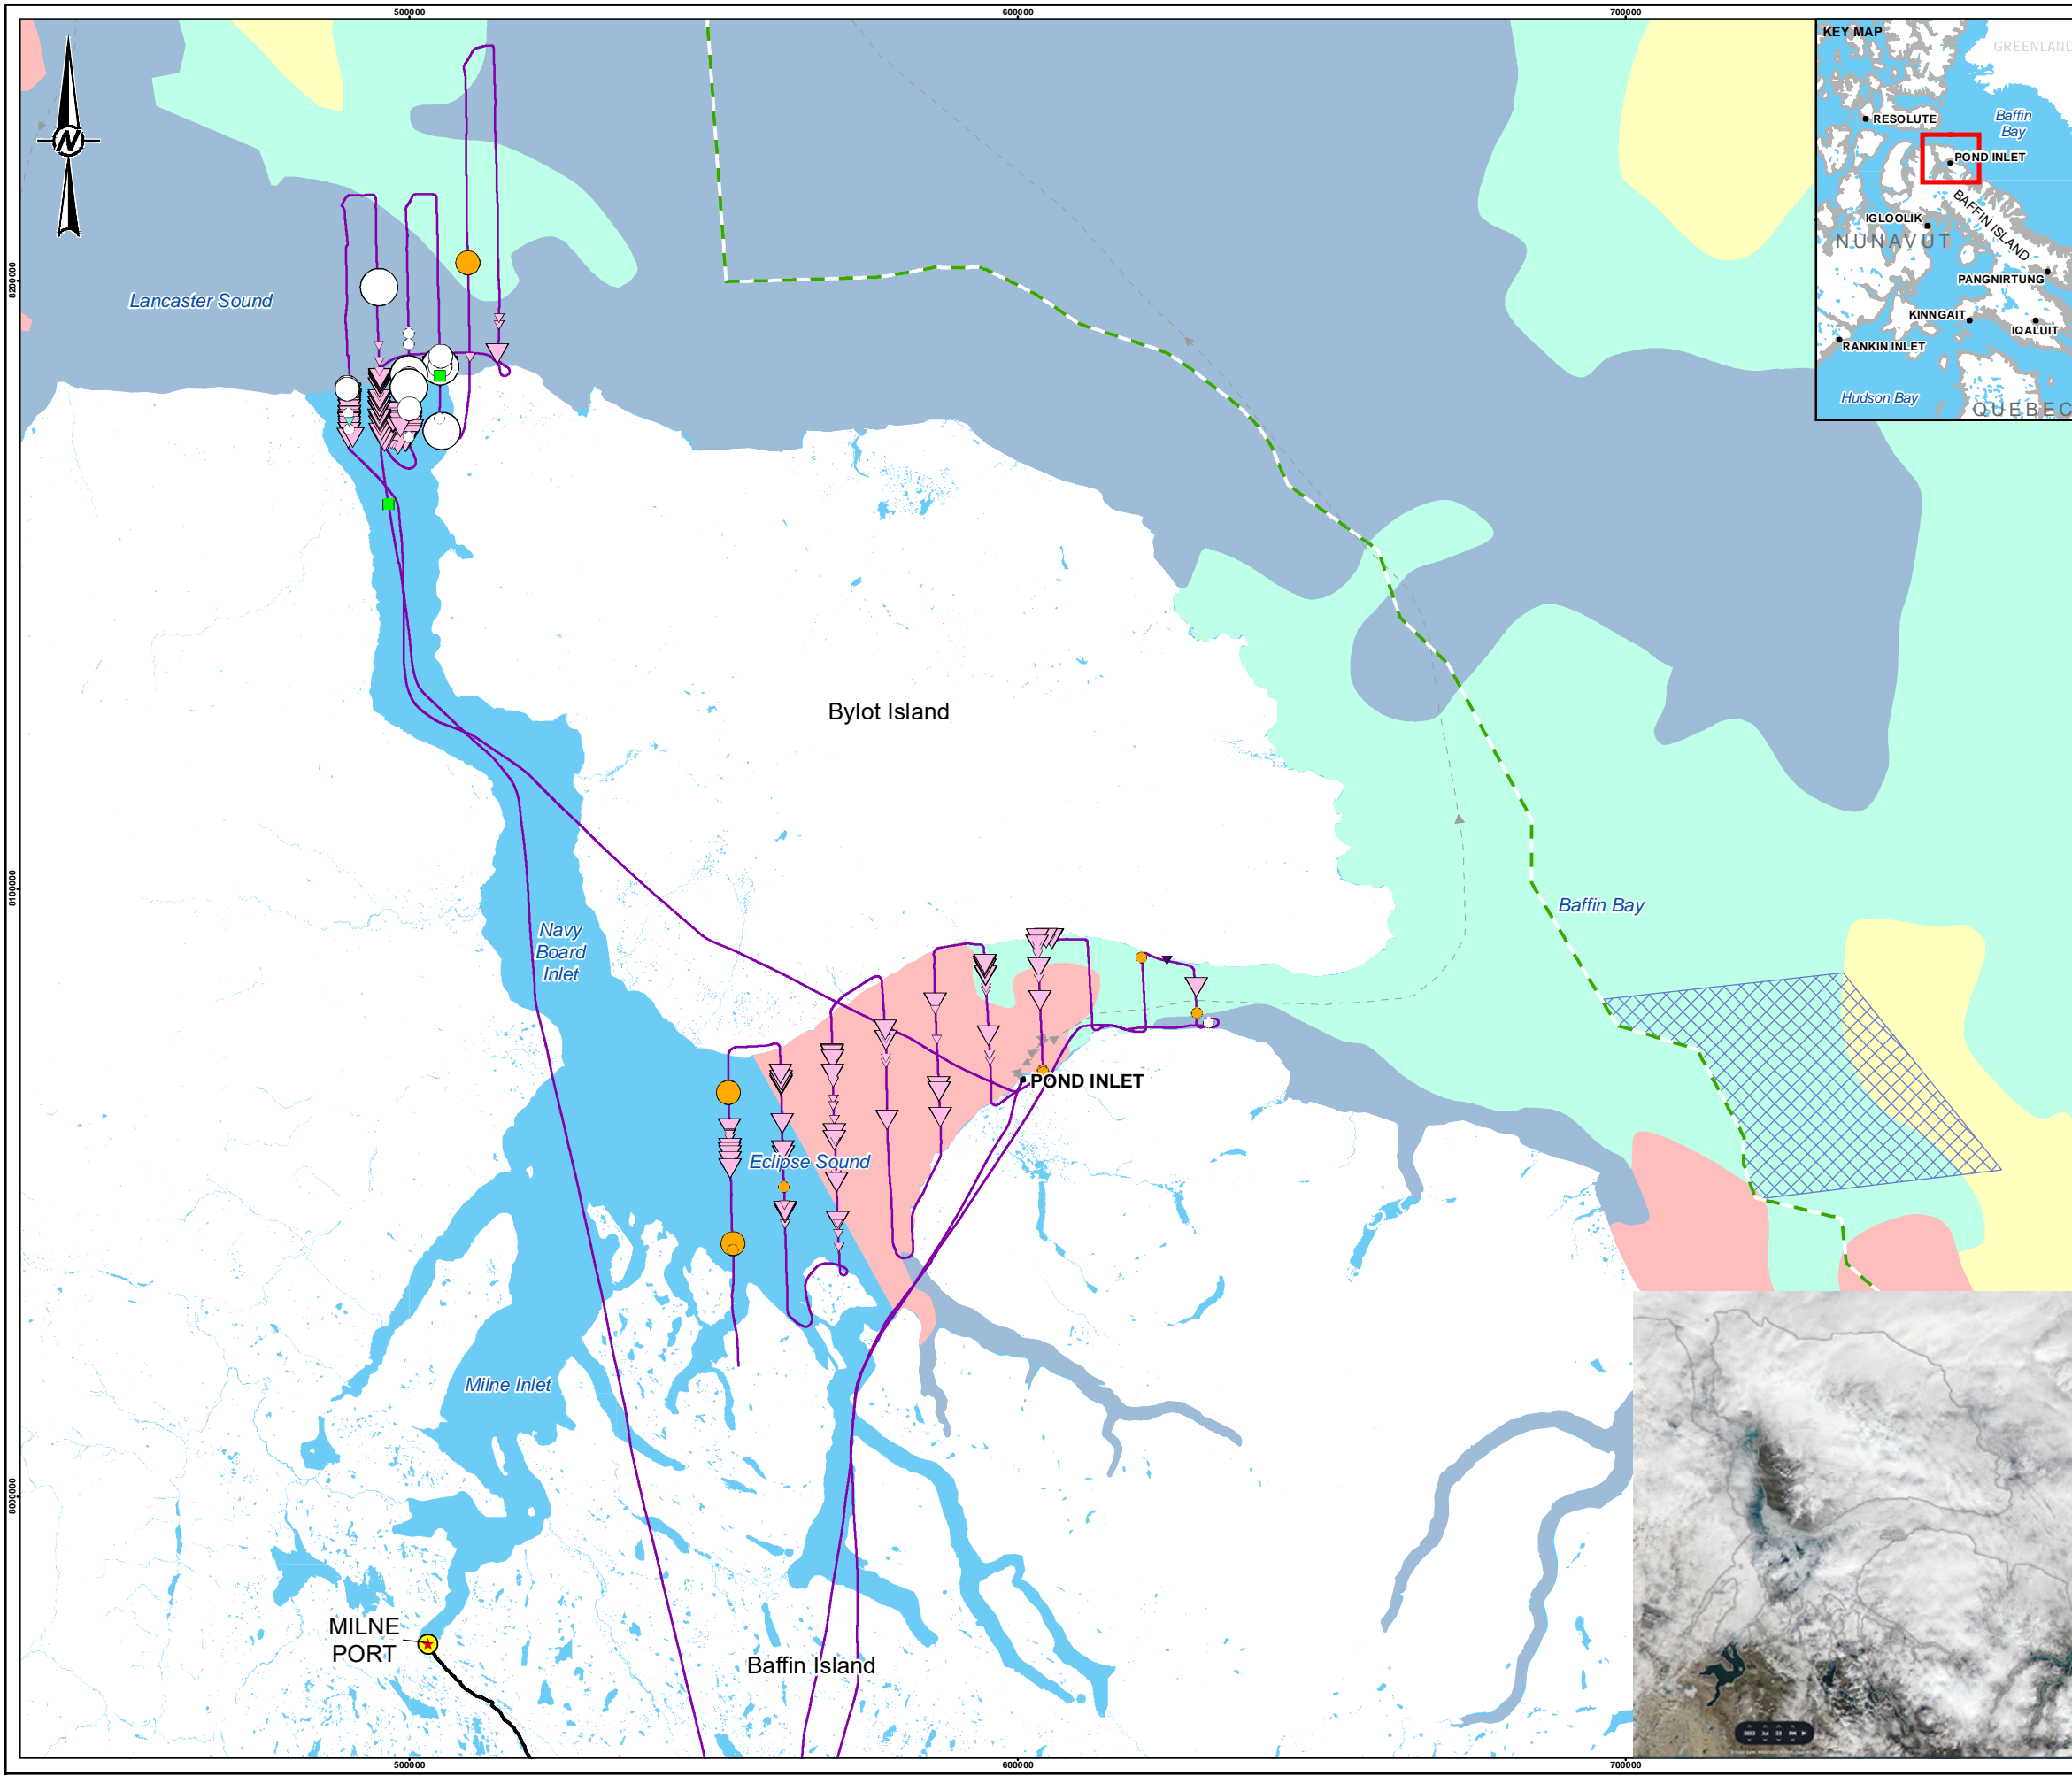 500000
600000
700000
KEY MAP
GREENLAND
Baffin
Bay
RESOLUTE
POND INLET
BAFFIN ISLAND
IGLOOLIK
NUNAVUT
PANGNIRTUNG
KINNGAIT
IQALUIT
RANKIN INLET
Hudson Bay
QUEBEC
N
8200000
Lancaster Sound
Bylot Island
8100000
Baffin Bay
Navy
Board
Inlet
POND INLET
Eclipse Sound
Milne Inlet
8000000
MILNE
PORT
Baffin Island
500000
600000
700000